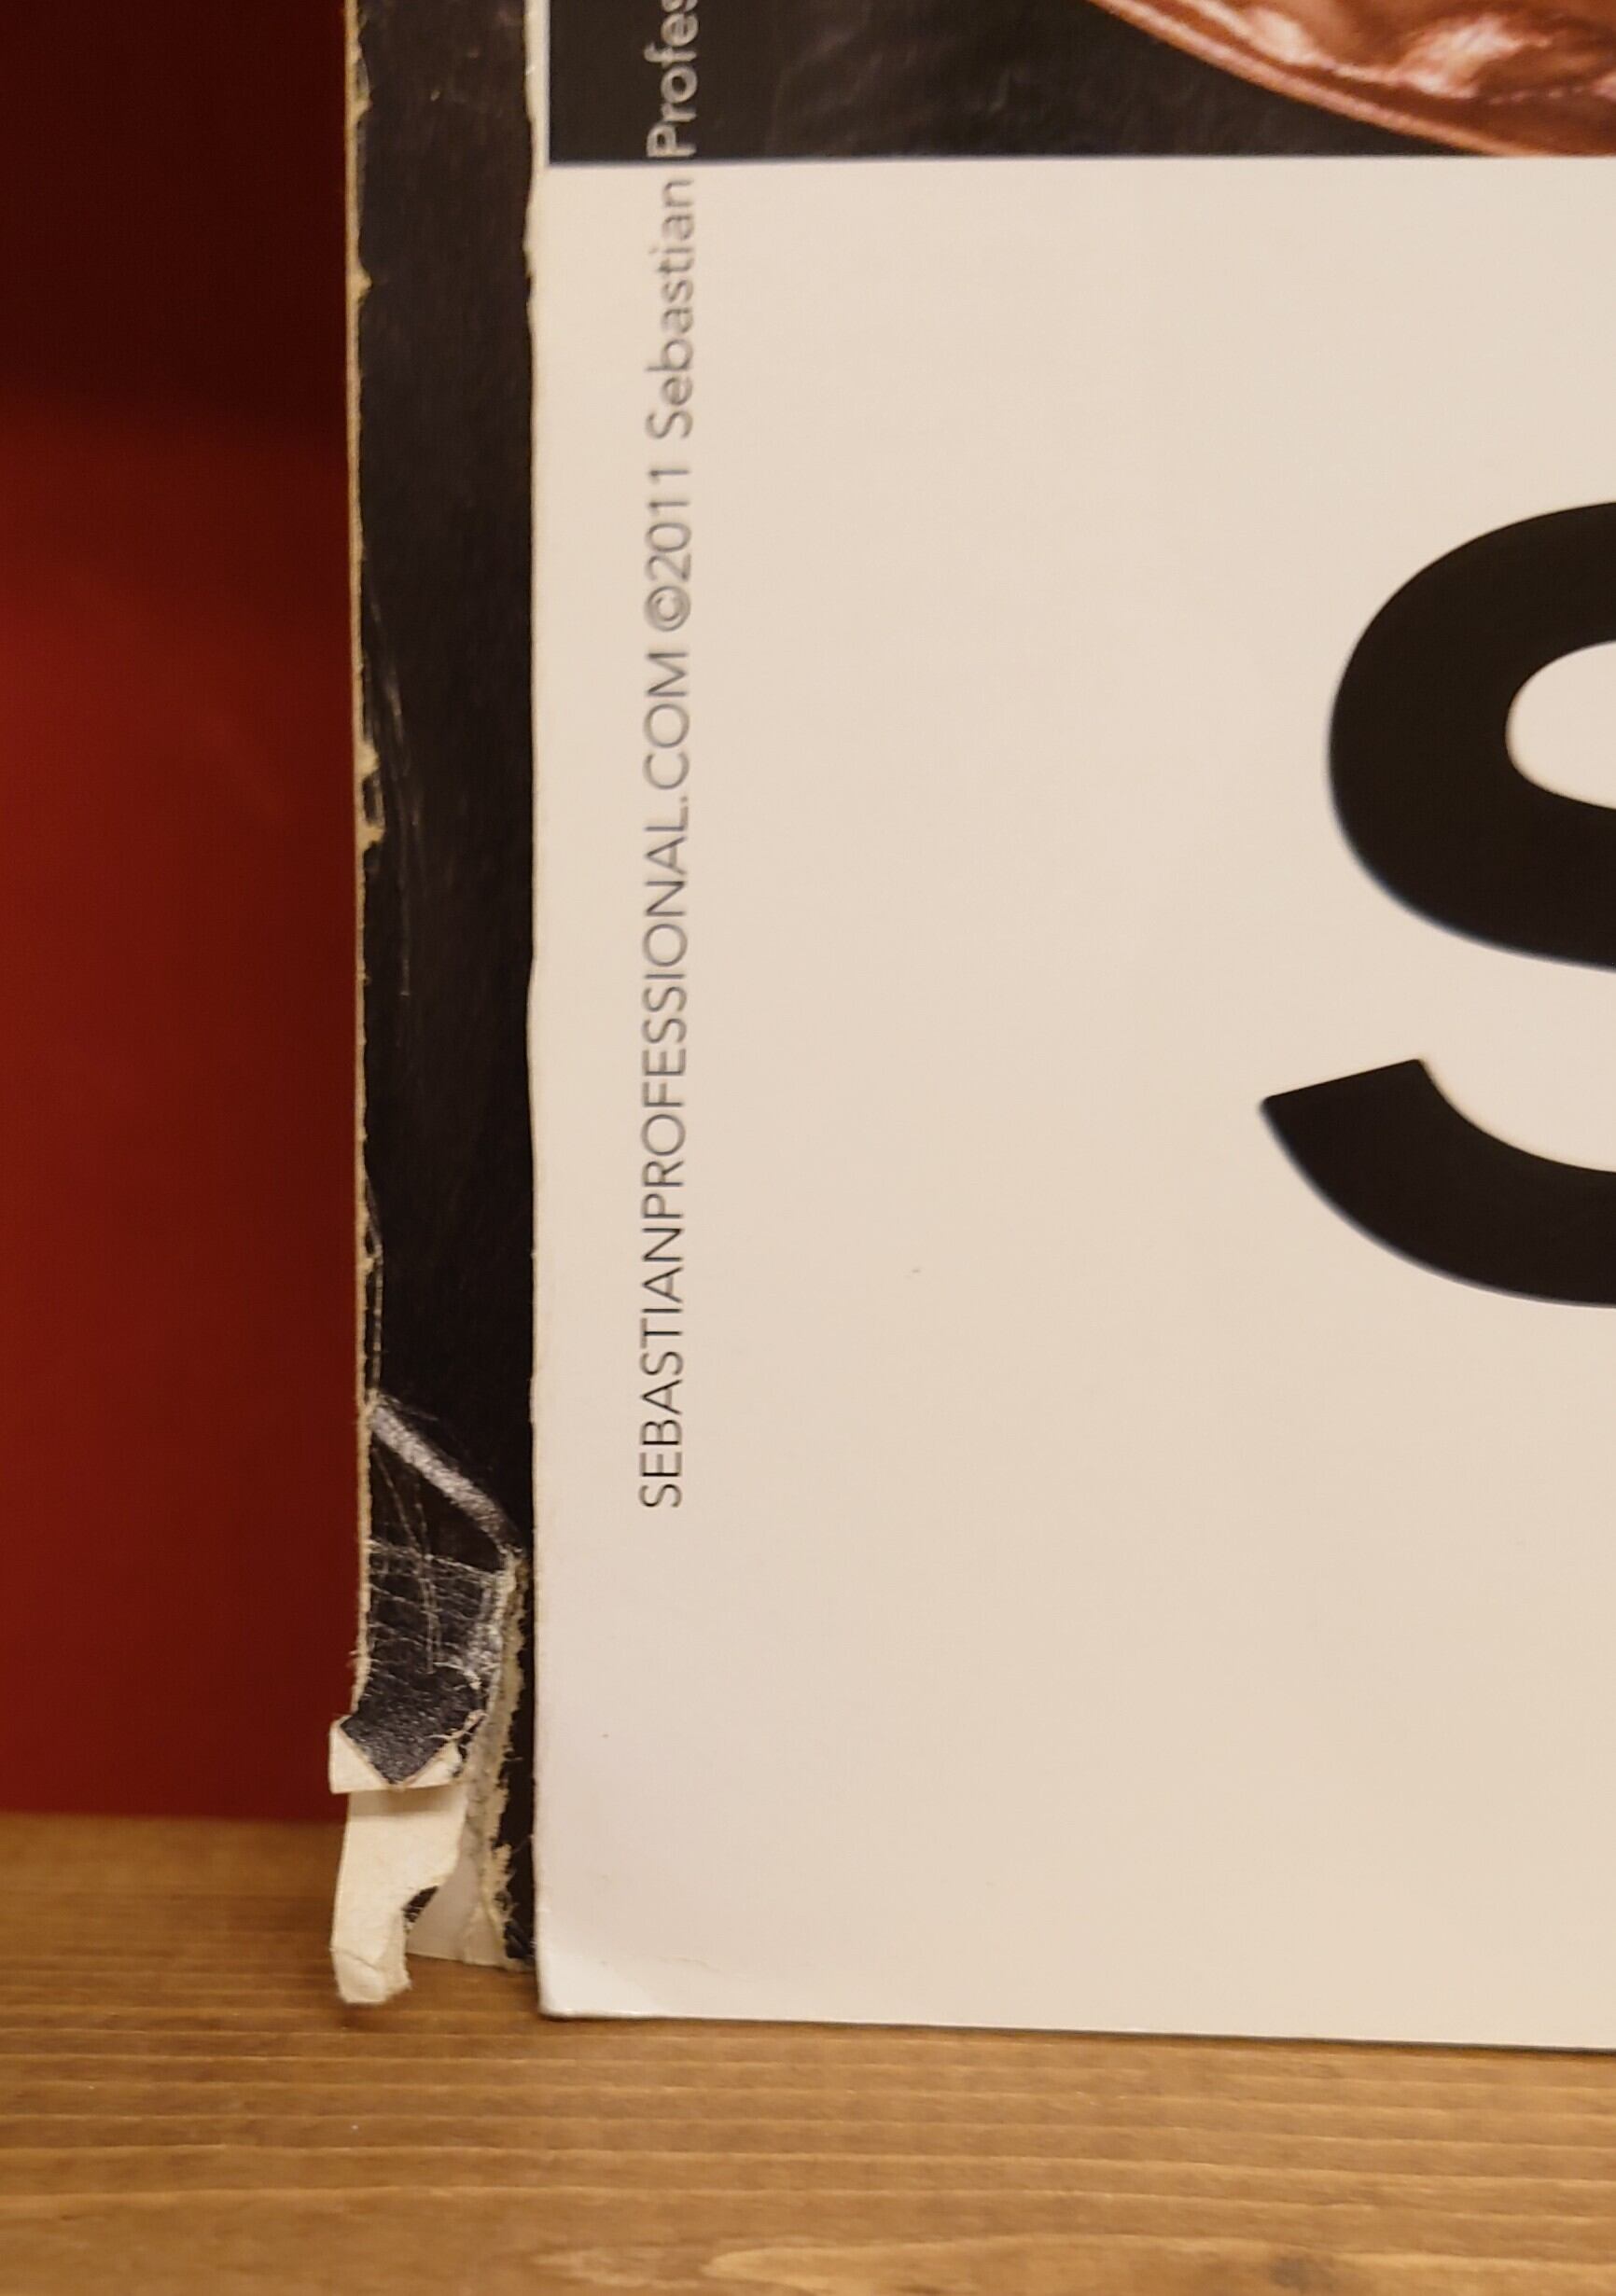 SEBASTIANPROFESSIONAL.COM ©2011 Sebastian Profes
S